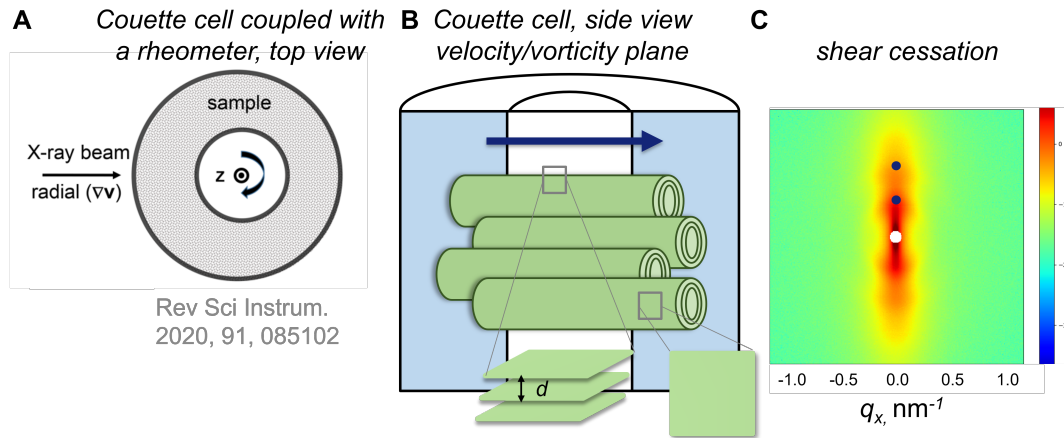 A
Couette cell coupled with
a rheometer, top view
sample
X-ray beam
radial (∇v)
z
Rev Sci Instrum.
2020, 91, 085102
B
Couette cell, side view
velocity/vorticity plane
d
C
shear cessation
-1.0 -0.5 0.0 0.5 1.0
qₓ, nm⁻¹
0